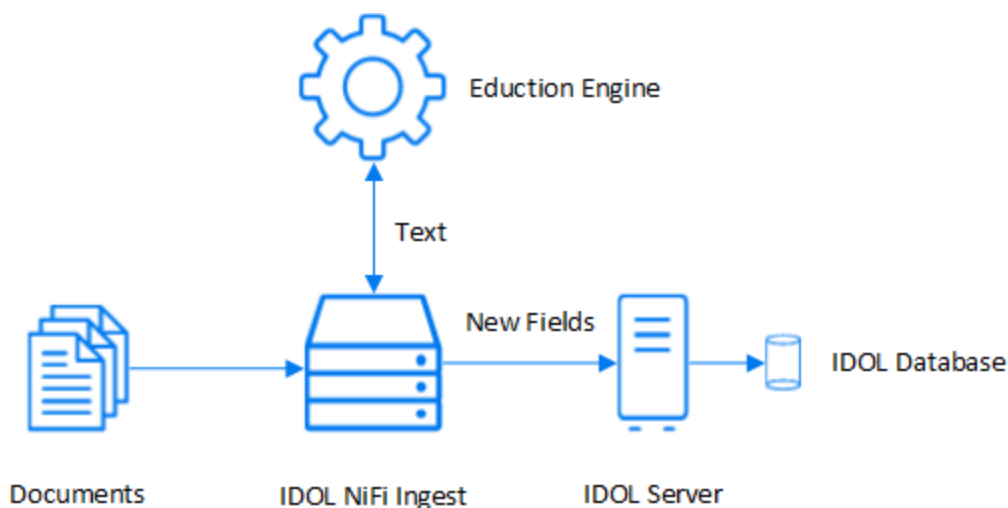 Eduction Engine
Text
New Fields
IDOL Database
Documents
IDOL NiFi Ingest
IDOL Server